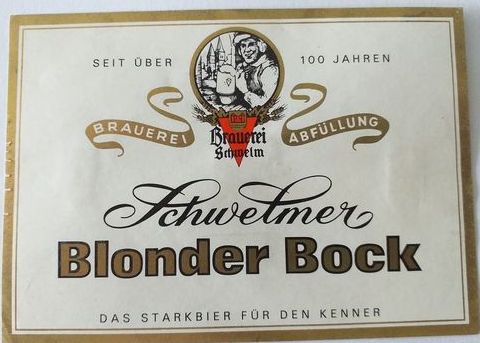 SEIT ÜBER 100 JAHREN
BRAUEREI ABFÜLLUNG
Brauerei
Schwelm
Schwelmer
Blonder Bock
DAS STARKBIER FÜR DEN KENNER